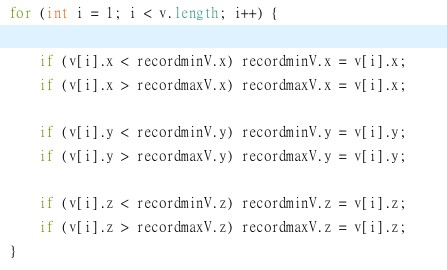 for (int i = 1; i < v.length; i++) {
if (v[i].x < recordminV.x) recordminV.x = v[i].x;
if (v[i].x > recordmaxV.x) recordmaxV.x = v[i].x;
if (v[i].y < recordminV.y) recordminV.y = v[i].y;
if (v[i].y > recordmaxV.y) recordmaxV.y = v[i].y;
if (v[i].z < recordminV.z) recordminV.z = v[i].z;
if (v[i].z > recordmaxV.z) recordmaxV.z = v[i].z;
}